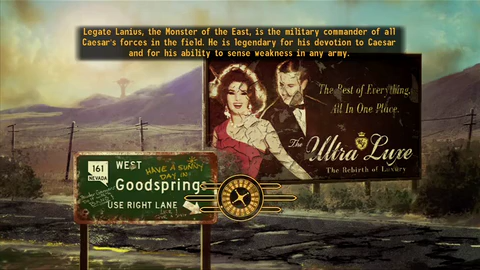 Legate Lanius, the Monster of the East, is the military commander of all
Caesar's forces in the field. He is legendary for his devotion to Caesar
and for his ability to sense weakness in any army.
The Best of Everything.
All In One Place.
The Ultra Luxe
The Rebirth of Luxury
161
NEVADA
WEST
HAVE A SUNNY
DAY IN
Goodsprings
USE RIGHT LANE